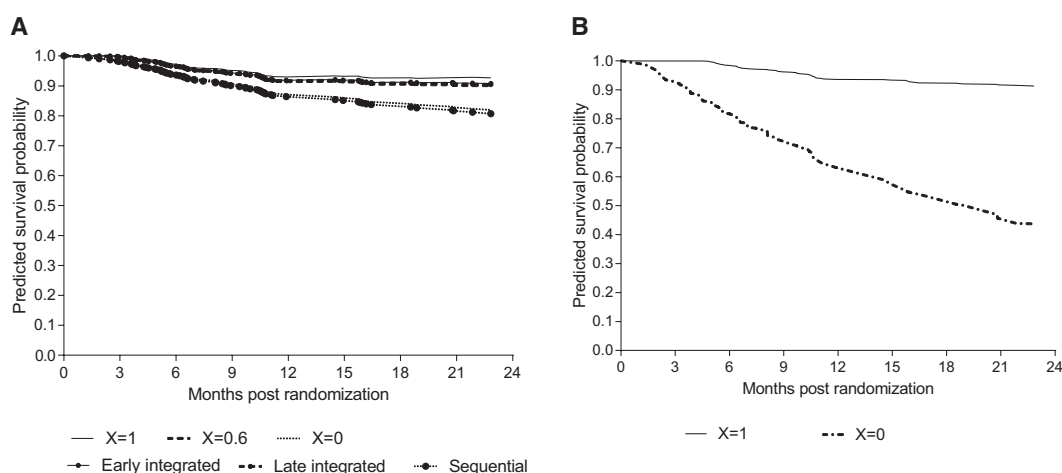 A
B
Predicted survival probability
1.0
0.9
0.8
0.7
0.6
0.5
0.4
0.3
0.2
0.1
0.0
0 3 6 9 12 15 18 21 24
Months post randomization
X=1 X=0.6 X=0
Early integrated Late integrated Sequential
Predicted survival probability
1.0
0.9
0.8
0.7
0.6
0.5
0.4
0.3
0.2
0.1
0.0
0 3 6 9 12 15 18 21 24
Months post randomization
X=1 X=0